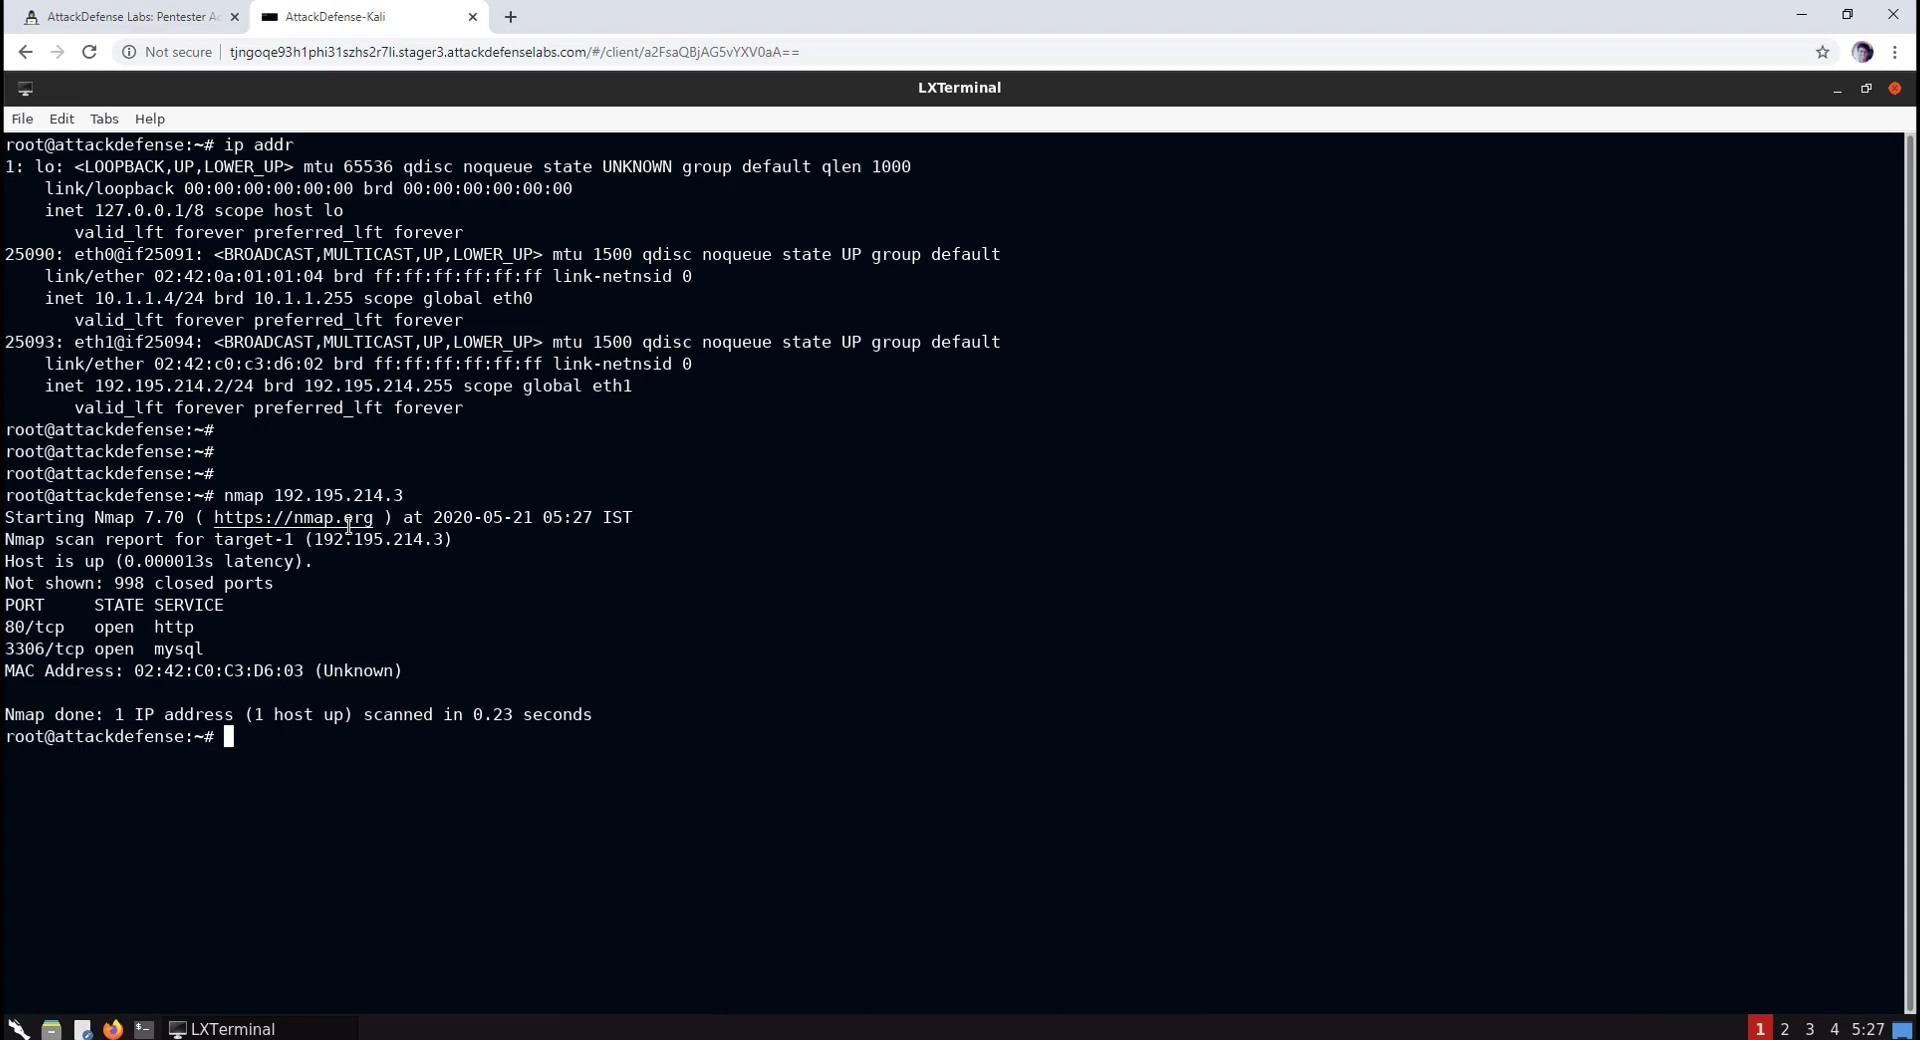 AttackDefense Labs: Pentester Ac
AttackDefense-Kali
Not secure
tjngoqe93h1phi31szhs2r7li.stager3.attackdefenselabs.com/#/client/a2FsaQBjAG5vYXV0aA==
LXTerminal
File Edit Tabs Help
root@attackdefense:~# ip addr
1: lo: <LOOPBACK,UP,LOWER_UP> mtu 65536 qdisc noqueue state UNKNOWN group default qlen 1000
    link/loopback 00:00:00:00:00:00 brd 00:00:00:00:00:00
    inet 127.0.0.1/8 scope host lo
       valid_lft forever preferred_lft forever
25090: eth0@if25091: <BROADCAST,MULTICAST,UP,LOWER_UP> mtu 1500 qdisc noqueue state UP group default
    link/ether 02:42:0a:01:01:04 brd ff:ff:ff:ff:ff:ff link-netnsid 0
    inet 10.1.1.4/24 brd 10.1.1.255 scope global eth0
       valid_lft forever preferred_lft forever
25093: eth1@if25094: <BROADCAST,MULTICAST,UP,LOWER_UP> mtu 1500 qdisc noqueue state UP group default
    link/ether 02:42:c0:c3:d6:02 brd ff:ff:ff:ff:ff:ff link-netnsid 0
    inet 192.195.214.2/24 brd 192.195.214.255 scope global eth1
       valid_lft forever preferred_lft forever
root@attackdefense:~#
root@attackdefense:~#
root@attackdefense:~#
root@attackdefense:~# nmap 192.195.214.3
Starting Nmap 7.70 ( https://nmap.org ) at 2020-05-21 05:27 IST
Nmap scan report for target-1 (192.195.214.3)
Host is up (0.000013s latency).
Not shown: 998 closed ports
PORT     STATE SERVICE
80/tcp   open  http
3306/tcp open  mysql
MAC Address: 02:42:C0:C3:D6:03 (Unknown)
Nmap done: 1 IP address (1 host up) scanned in 0.23 seconds
root@attackdefense:~#
LXTerminal
1 2 3 4 5:27